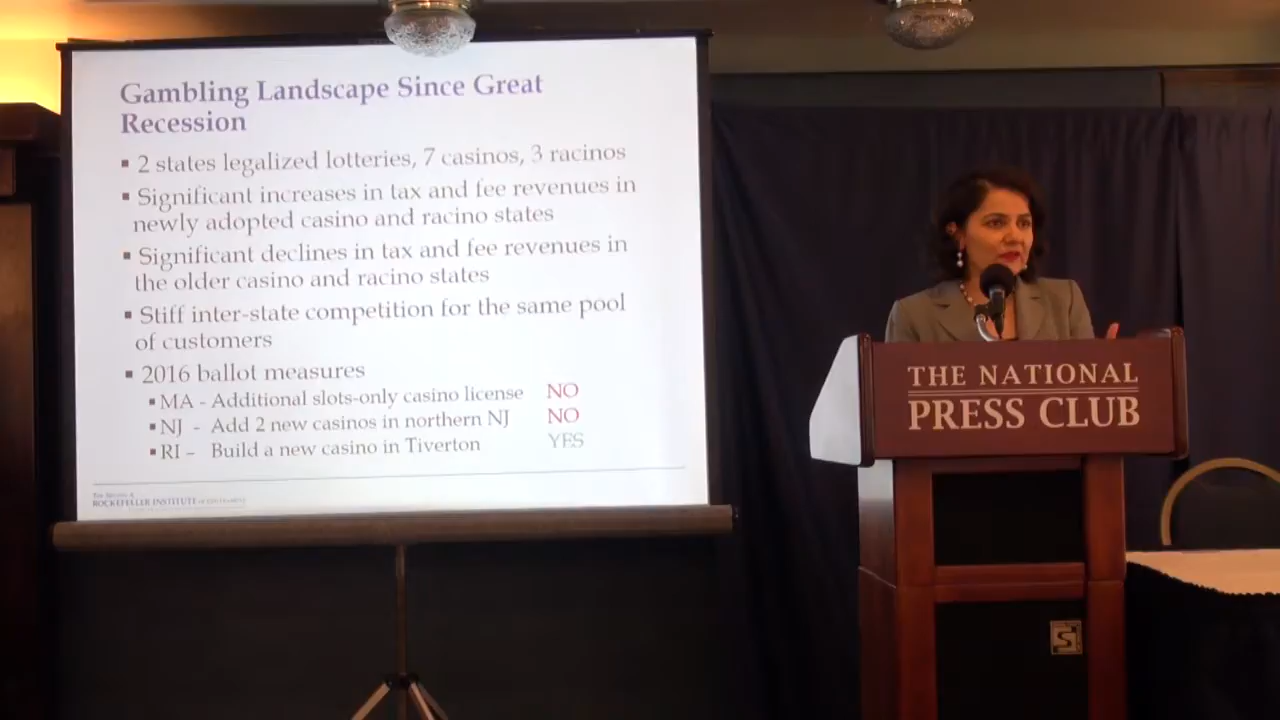 Gambling Landscape Since Great
Recession
▪ 2 states legalized lotteries, 7 casinos, 3 racinos
▪ Significant increases in tax and fee revenues in
newly adopted casino and racino states
▪ Significant declines in tax and fee revenues in
the older casino and racino states
▪ Stiff inter-state competition for the same pool
of customers
▪ 2016 ballot measures
▪ MA - Additional slots-only casino license NO
▪ NJ - Add 2 new casinos in northern NJ NO
▪ RI – Build a new casino in Tiverton YES
ROCKEFELLER INSTITUTE
THE NATIONAL
PRESS CLUB
S